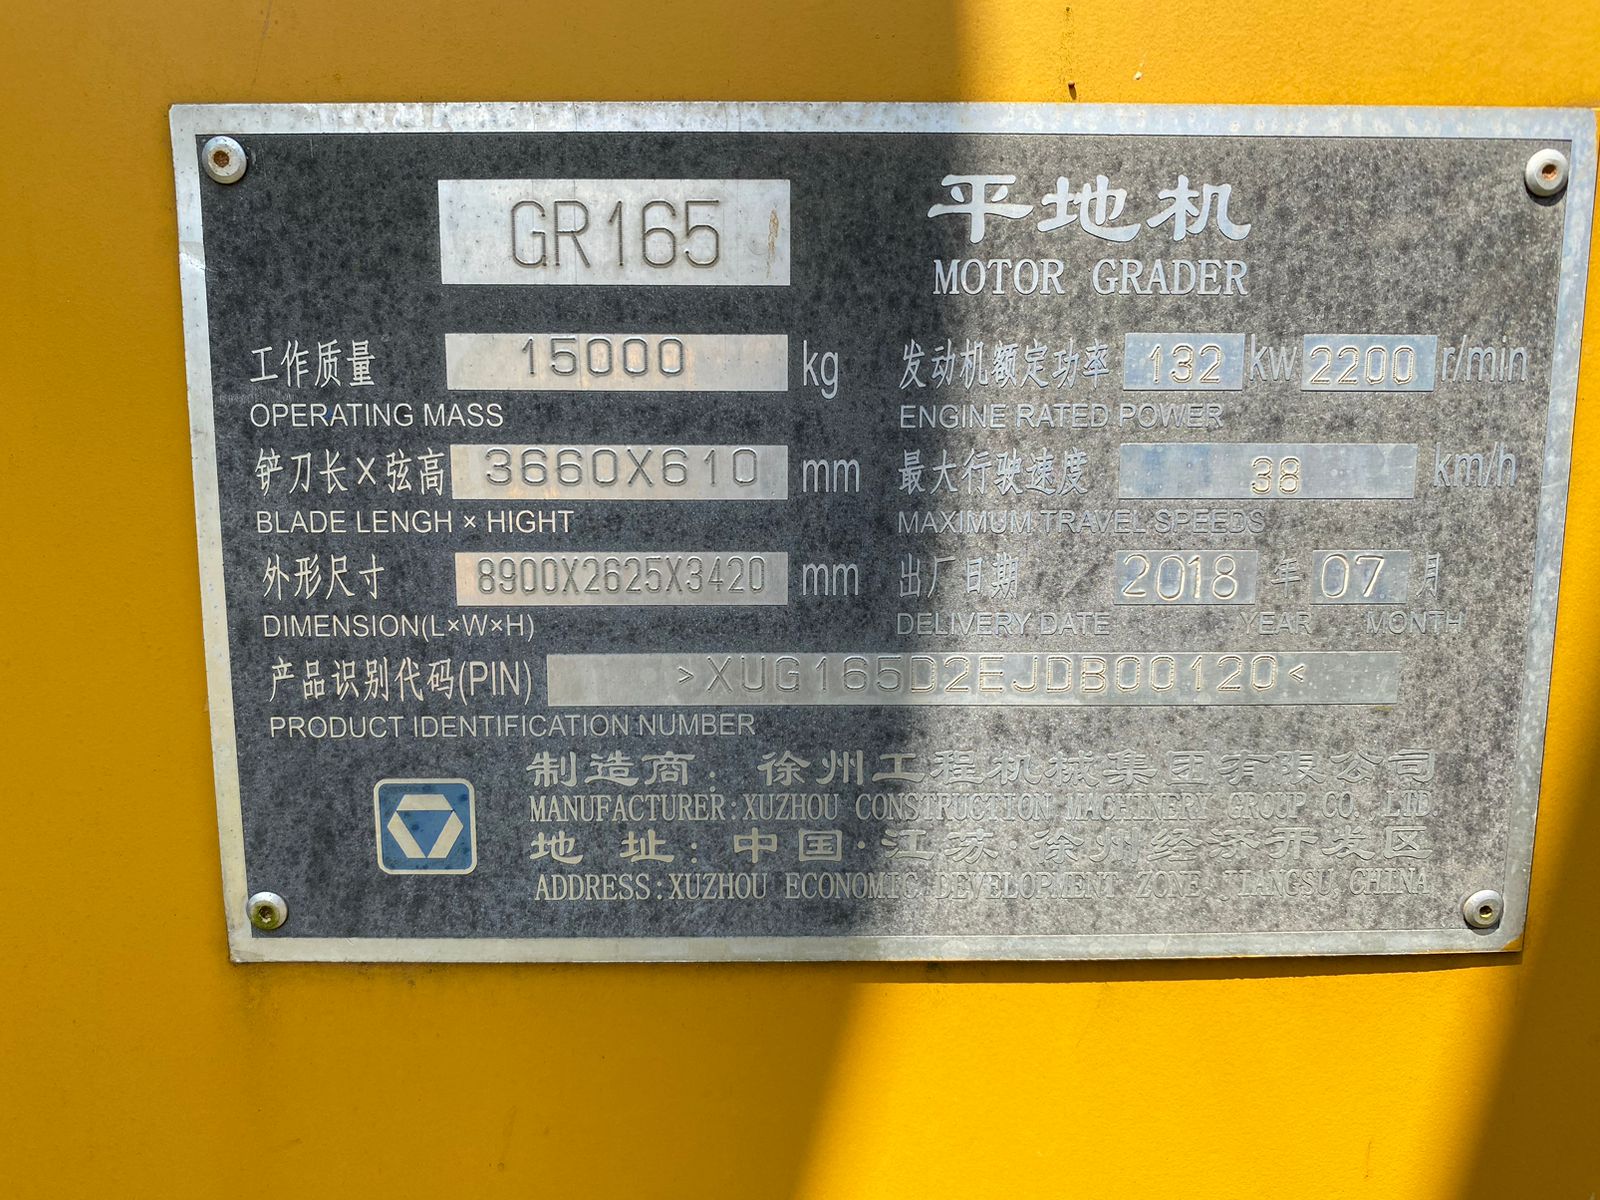 GR165
平地机
MOTOR GRADER
工作质量 15000 kg
OPERATING MASS
发动机额定功率 132 kw 2200 r/min
ENGINE RATED POWER
铲刀长×弦高 3660X610 mm
BLADE LENGH × HIGHT
最大行驶速度 38 km/h
MAXIMUM TRAVEL SPEEDS
外形尺寸 8900X2625X3420 mm
DIMENSION(L×W×H)
出厂日期 2018 年 07 月
DELIVERY DATE YEAR MONTH
产品识别代码(PIN) >XUG165D2EJDB00120<
PRODUCT IDENTIFICATION NUMBER
制造商: 徐州工程机械集团有限公司
MANUFACTURER:XUZHOU CONSTRUCTION MACHINERY GROUP CO., LTD.
地 址: 中国·江苏·徐州经济开发区
ADDRESS:XUZHOU ECONOMIC DEVELOPMENT ZONE JIANGSU,CHINA